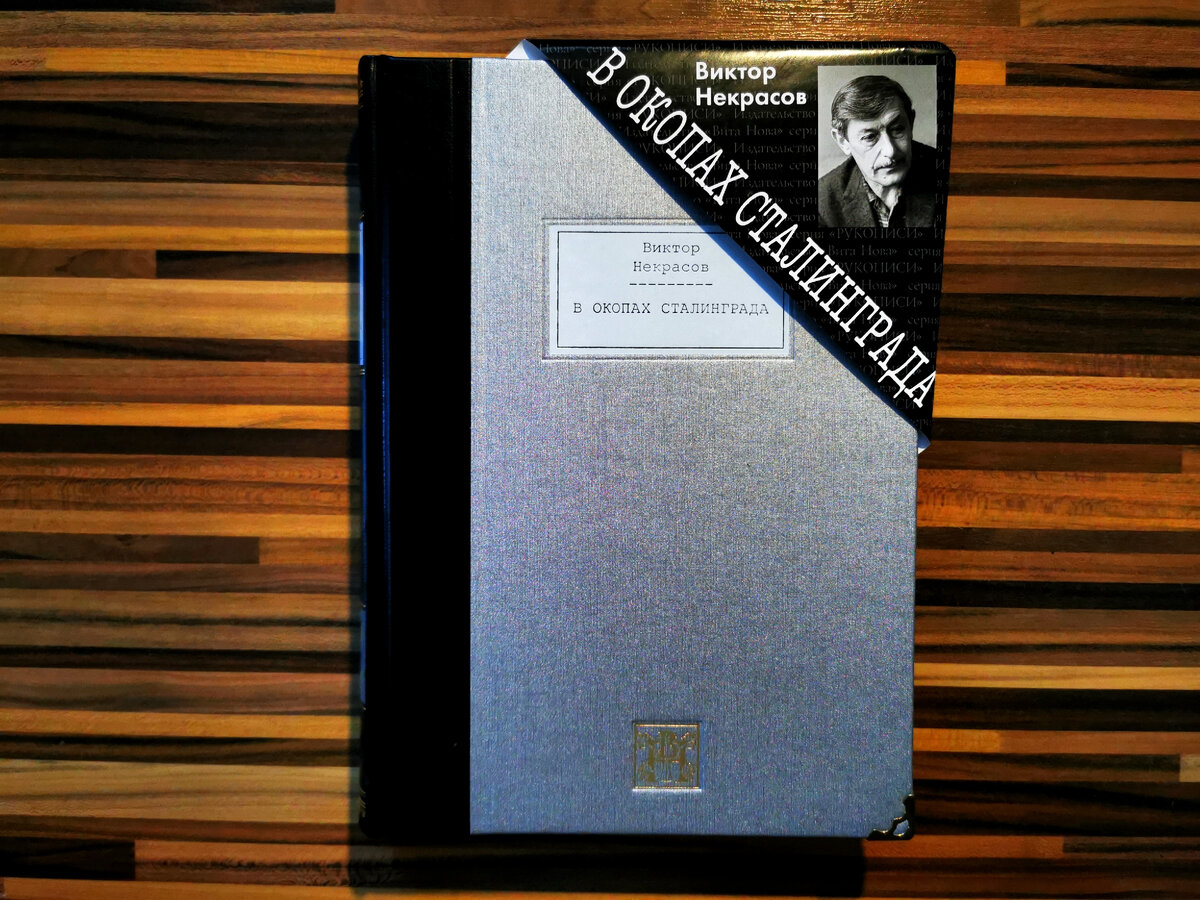 Виктор
Некрасов
В ОКОПАХ СТАЛИНГРАДА
Виктор
Некрасов
---------
В ОКОПАХ СТАЛИНГРАДА